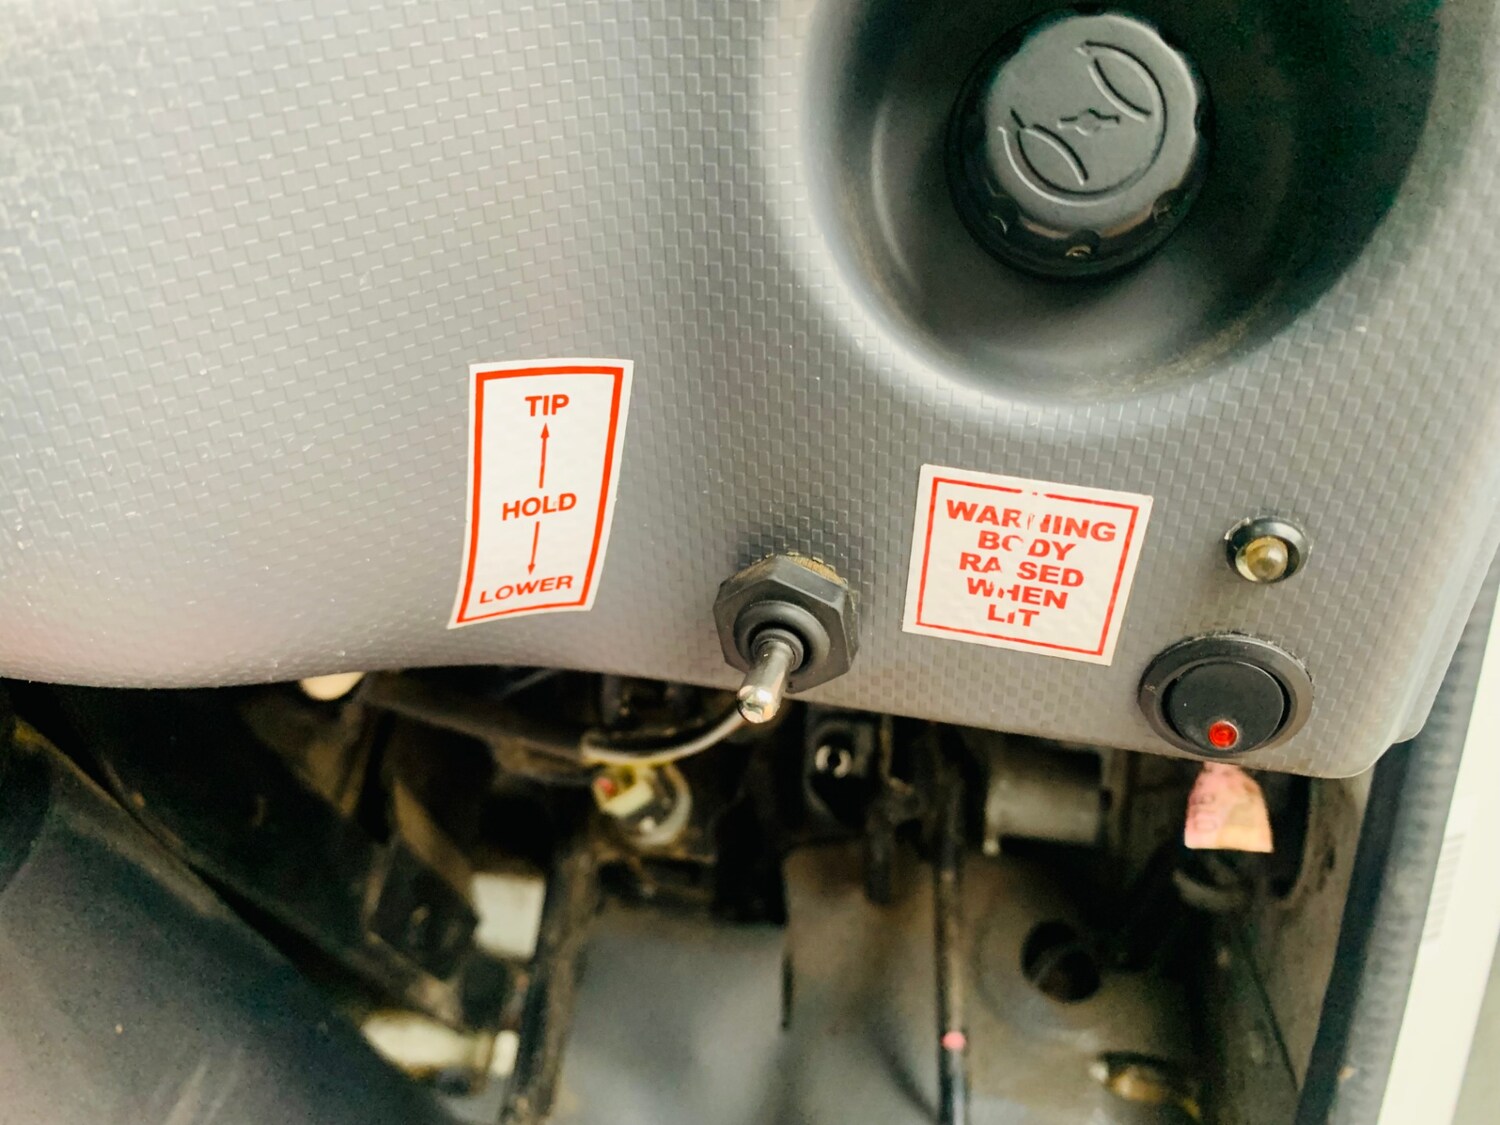 TIP
HOLD
LOWER
WARNING
BODY
RAISED
WHEN
LIT